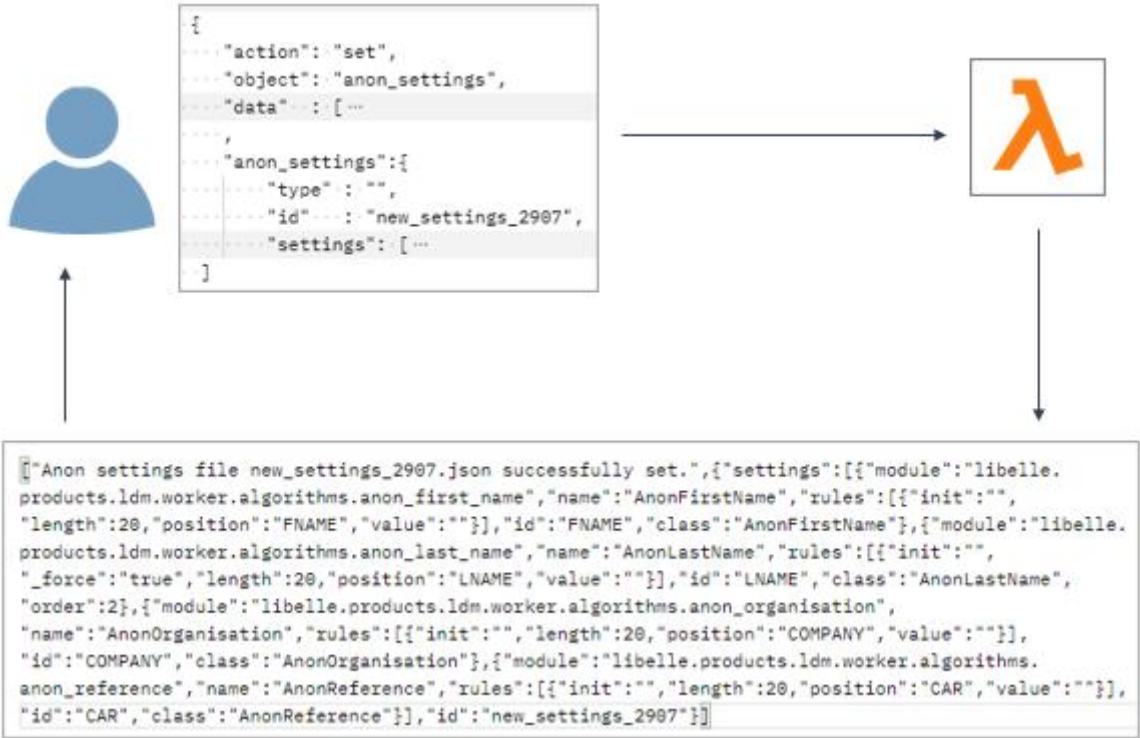 {
"action": "set",
"object": "anon_settings",
"data" : [ ...
,
"anon_settings":{
"type" : "",
"id" : "new_settings_2907",
"settings": [ ...
]
["Anon settings file new_settings_2907.json successfully set.",{"settings":[{"module":"libelle.
products.ldm.worker.algorithms.anon_first_name","name":"AnonFirstName","rules":[{"init":"",
"length":20,"position":"FNAME","value":""}],"id":"FNAME","class":"AnonFirstName"},{"module":"libelle.
products.ldm.worker.algorithms.anon_last_name","name":"AnonLastName","rules":[{"init":"",
"_force":"true","length":20,"position":"LNAME","value":""}],"id":"LNAME","class":"AnonLastName",
"order":2},{"module":"libelle.products.ldm.worker.algorithms.anon_organisation",
"name":"AnonOrganisation","rules":[{"init":"","length":20,"position":"COMPANY","value":""}],
"id":"COMPANY","class":"AnonOrganisation"},{"module":"libelle.products.ldm.worker.algorithms.
anon_reference","name":"AnonReference","rules":[{"init":"","length":20,"position":"CAR","value":""}],
"id":"CAR","class":"AnonReference"}],"id":"new_settings_2907"}]